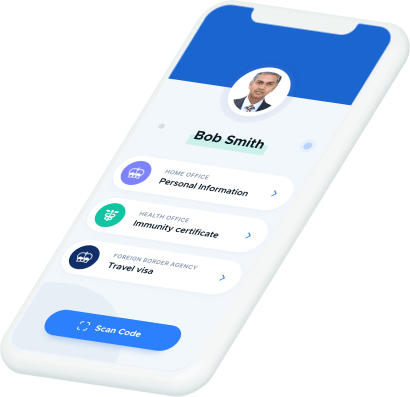 Bob Smith
HOME OFFICE
Personal Information
HEALTH OFFICE
Immunity certificate
FOREIGN BORDER AGENCY
Travel visa
Scan Code